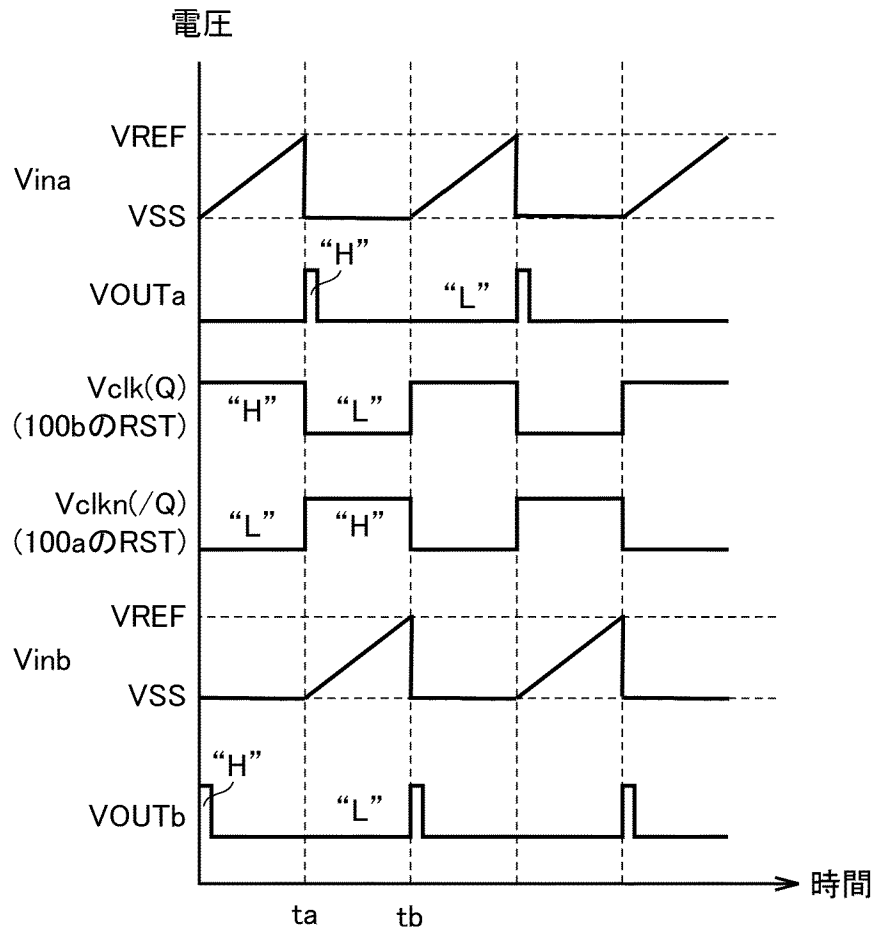 電圧
VREF
Vina
VSS
“H”
VOUTa
“L”
Vclk(Q)
(100bのRST)
“H”
“L”
Vclkn(/Q)
(100aのRST)
“L”
“H”
VREF
Vinb
VSS
“H”
VOUTb
“L”
時間
ta
tb